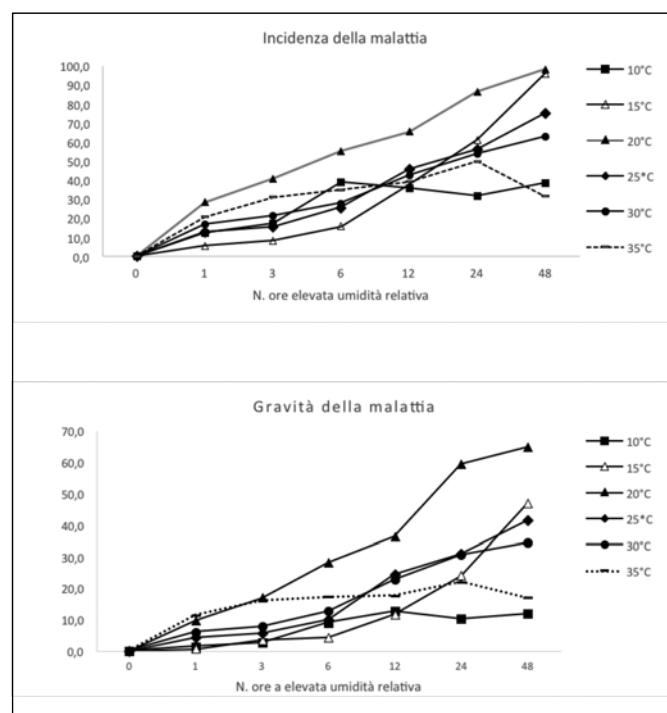 Incidenza della malattia
100,0
90,0
80,0
70,0
60,0
50,0
40,0
30,0
20,0
10,0
0,0
0 1 3 6 12 24 48
N. ore elevata umidità relativa
10°C
15°C
20°C
25*C
30°C
35°C
Gravità della malattia
70,0
60,0
50,0
40,0
30,0
20,0
10,0
0,0
0 1 3 6 12 24 48
N. ore a elevata umidità relativa
10°C
15°C
20°C
25*C
30°C
35°C